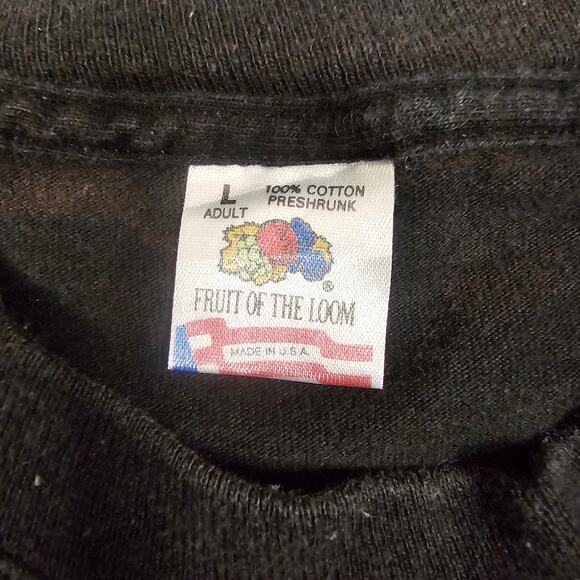 L 100% COTTON
ADULT PRESHRUNK
®
FRUIT OF THE LOOM
MADE IN U.S.A.